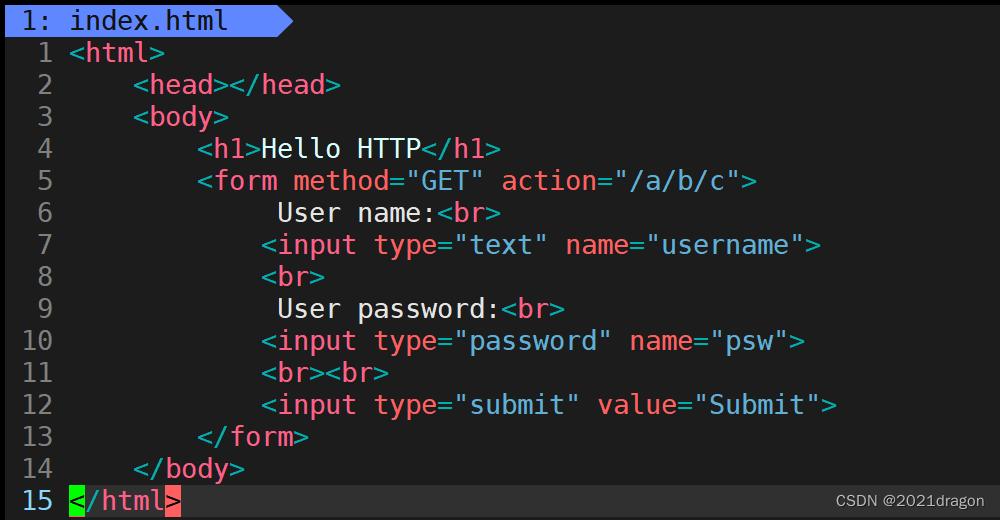 1: index.html
1 <html>
2     <head></head>
3     <body>
4         <h1>Hello HTTP</h1>
5         <form method="GET" action="/a/b/c">
6              User name:<br>
7             <input type="text" name="username">
8             <br>
9              User password:<br>
10             <input type="password" name="psw">
11             <br><br>
12             <input type="submit" value="Submit">
13         </form>
14     </body>
15 </html>
CSDN @2021dragon